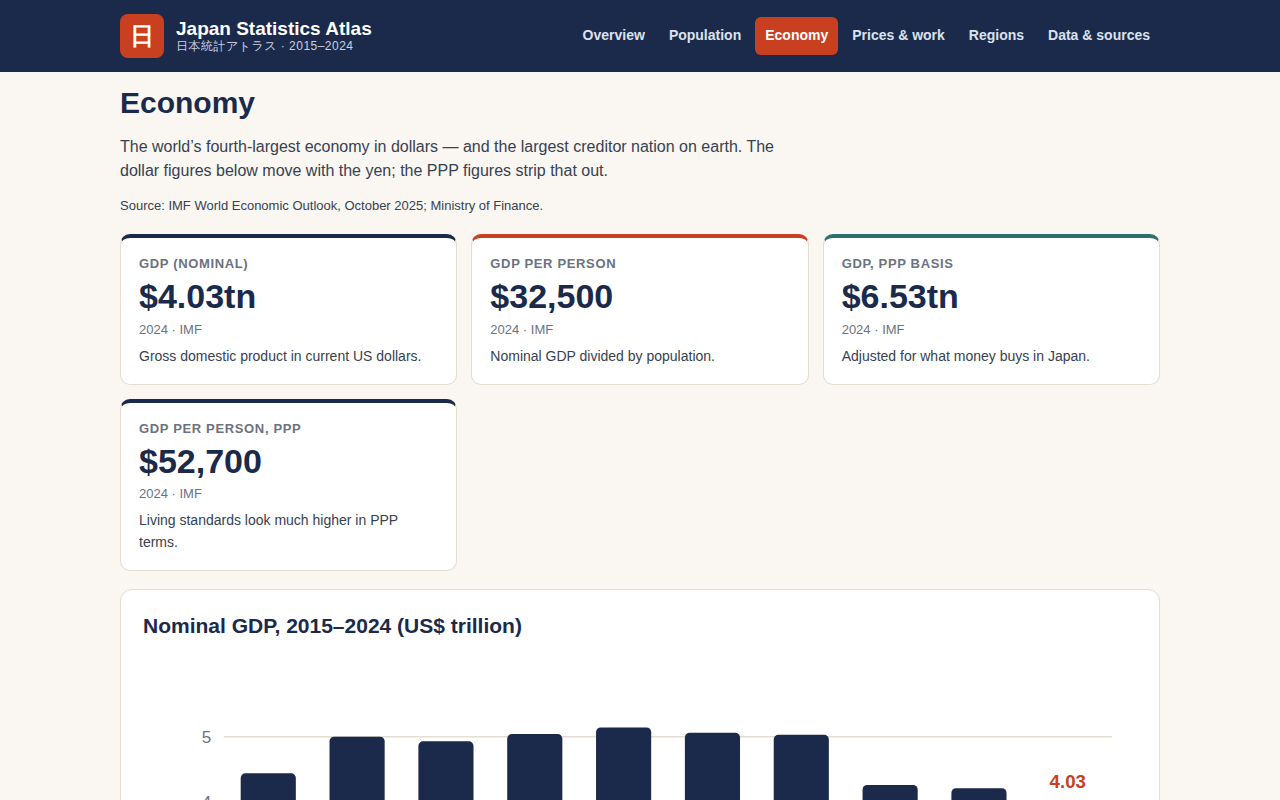 日
Japan Statistics Atlas
日本統計アトラス · 2015–2024
Overview
Population
Economy
Prices & work
Regions
Data & sources
Economy
The world’s fourth-largest economy in dollars — and the largest creditor nation on earth. The
dollar figures below move with the yen; the PPP figures strip that out.
Source: IMF World Economic Outlook, October 2025; Ministry of Finance.
GDP (NOMINAL)
$4.03tn
2024 · IMF
Gross domestic product in current US dollars.
GDP PER PERSON
$32,500
2024 · IMF
Nominal GDP divided by population.
GDP, PPP BASIS
$6.53tn
2024 · IMF
Adjusted for what money buys in Japan.
GDP PER PERSON, PPP
$52,700
2024 · IMF
Living standards look much higher in PPP
terms.
Nominal GDP, 2015–2024 (US$ trillion)
5
4.03